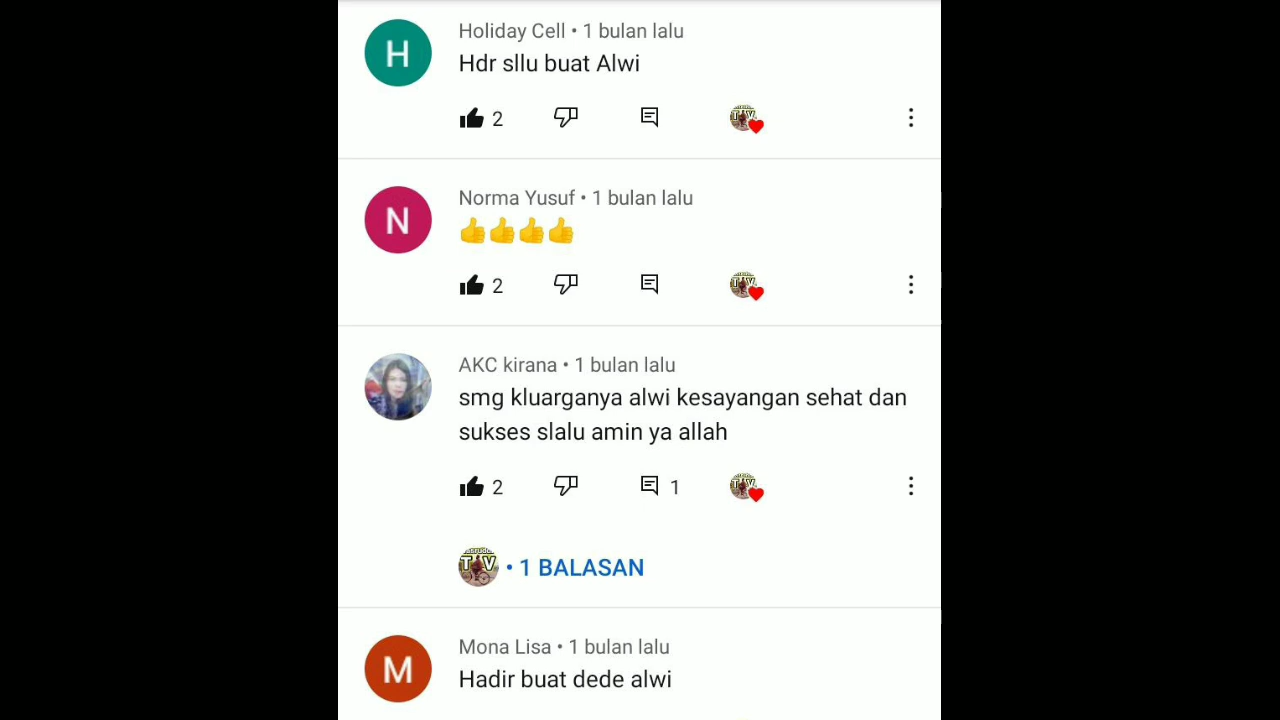 H
Holiday Cell • 1 bulan lalu
Hdr sllu buat Alwi
2
N
Norma Yusuf • 1 bulan lalu
👍👍👍👍
2
AKC kirana • 1 bulan lalu
smg kluarganya alwi kesayangan sehat dan
sukses slalu amin ya allah
2 1
TV • 1 BALASAN
M
Mona Lisa • 1 bulan lalu
Hadir buat dede alwi